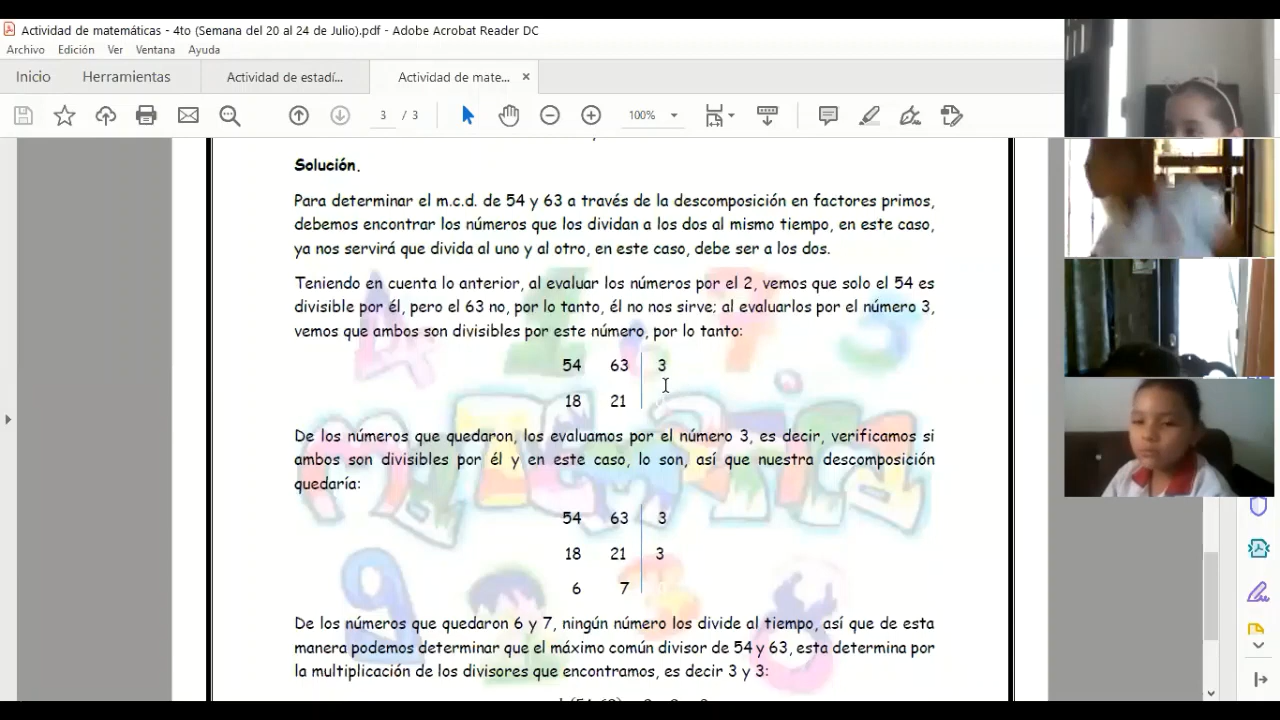 Actividad de matemáticas - 4to (Semana del 20 al 24 de Julio).pdf - Adobe Acrobat Reader DC
Archivo Edición Ver Ventana Ayuda
Inicio Herramientas Actividad de estadí... Actividad de mate... ×
3 / 3 100%
Solución.
Para determinar el m.c.d. de 54 y 63 a través de la descomposición en factores primos,
debemos encontrar los números que los dividan a los dos al mismo tiempo, en este caso,
ya nos servirá que divida al uno y al otro, en este caso, debe ser a los dos.
Teniendo en cuenta lo anterior, al evaluar los números por el 2, vemos que solo el 54 es
divisible por él, pero el 63 no, por lo tanto, él no nos sirve; al evaluarlos por el número 3,
vemos que ambos son divisibles por este número, por lo tanto:
54 63 3
18 21
De los números que quedaron, los evaluamos por el número 3, es decir, verificamos si
ambos son divisibles por él y en este caso, lo son, así que nuestra descomposición
quedaría:
54 63 3
18 21 3
6 7
De los números que quedaron 6 y 7, ningún número los divide al tiempo, así que de esta
manera podemos determinar que el máximo común divisor de 54 y 63, esta determina por
la multiplicación de los divisores que encontramos, es decir 3 y 3: